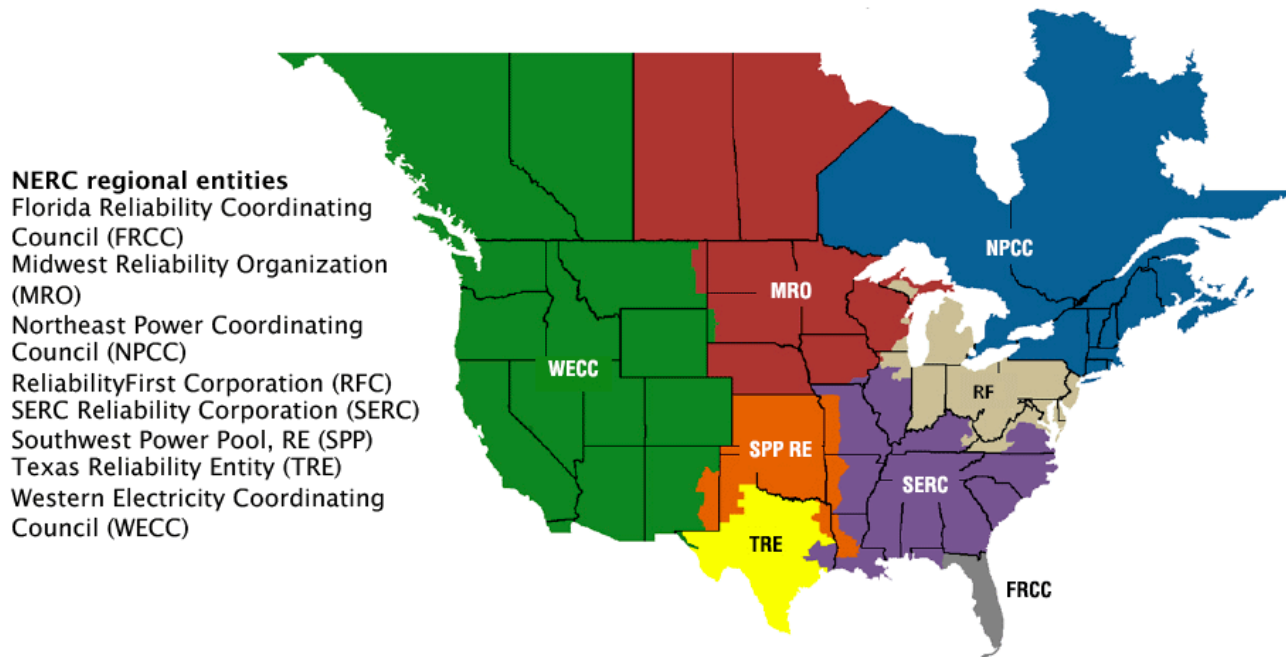 NERC regional entities
Florida Reliability Coordinating
Council (FRCC)
Midwest Reliability Organization
(MRO)
Northeast Power Coordinating
Council (NPCC)
ReliabilityFirst Corporation (RFC)
SERC Reliability Corporation (SERC)
Southwest Power Pool, RE (SPP)
Texas Reliability Entity (TRE)
Western Electricity Coordinating
Council (WECC)
NPCC
MRO
WECC
RF
SPP RE
SERC
TRE
FRCC